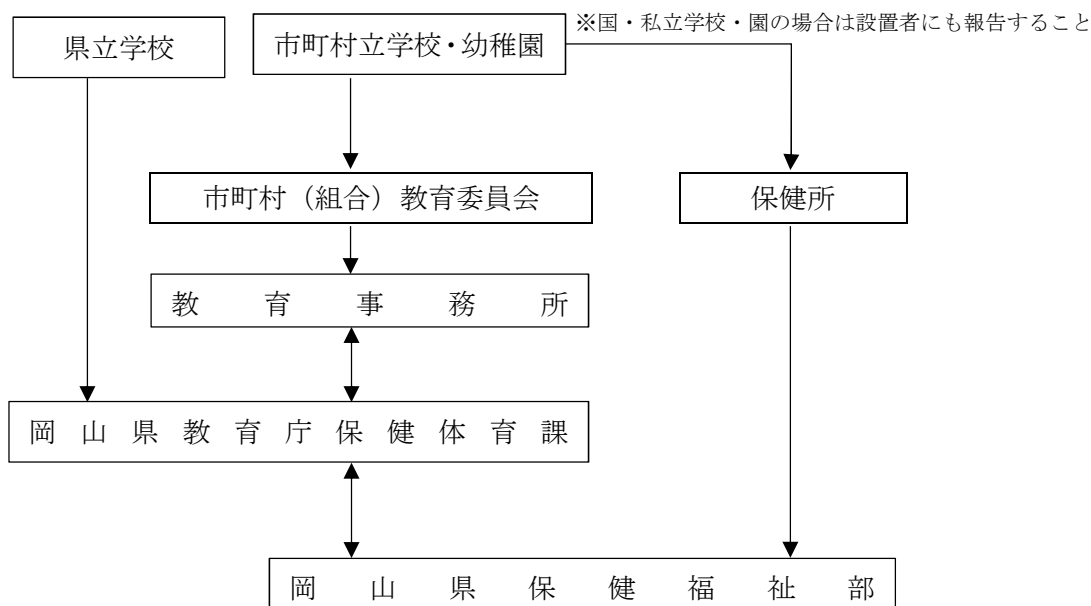 県立学校
市町村立学校・幼稚園
※国・私立学校・園の場合は設置者にも報告すること
市町村（組合）教育委員会
保健所
教育事務所
岡山県教育庁保健体育課
岡山県保健福祉部